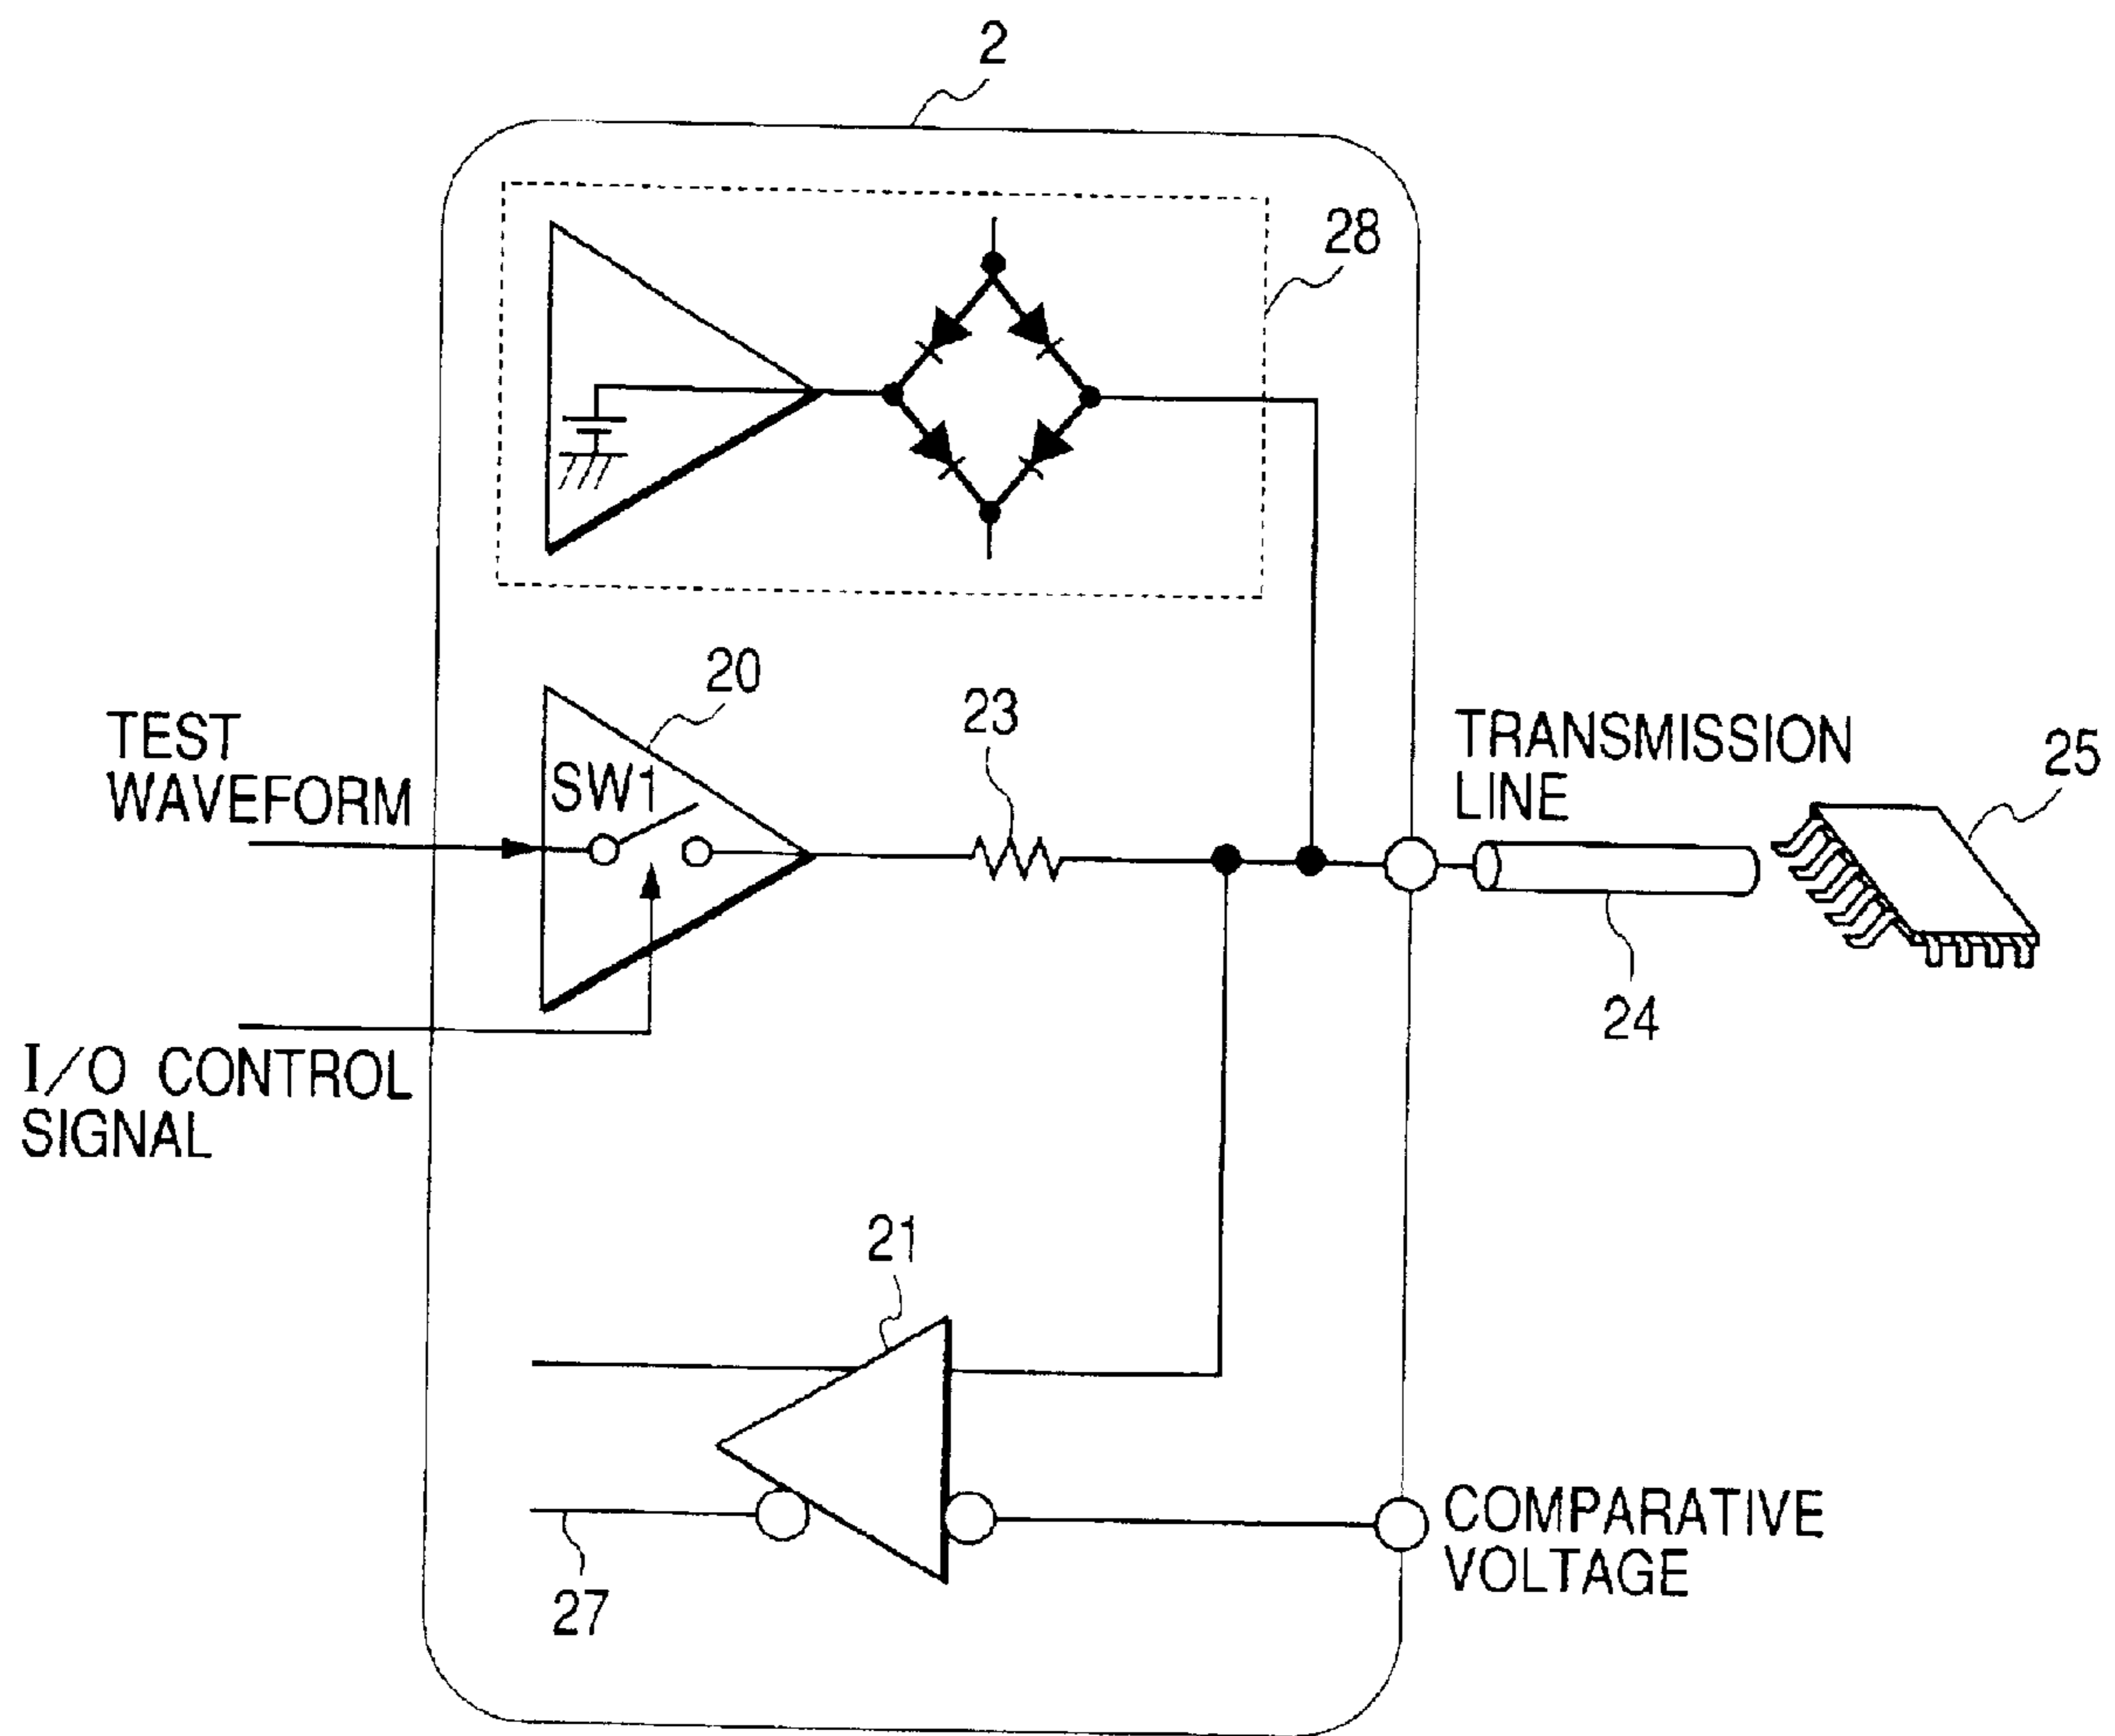 2
28
20
23
TEST
WAVEFORM
SW1
TRANSMISSION
LINE
25
24
I/O CONTROL
SIGNAL
21
COMPARATIVE
VOLTAGE
27